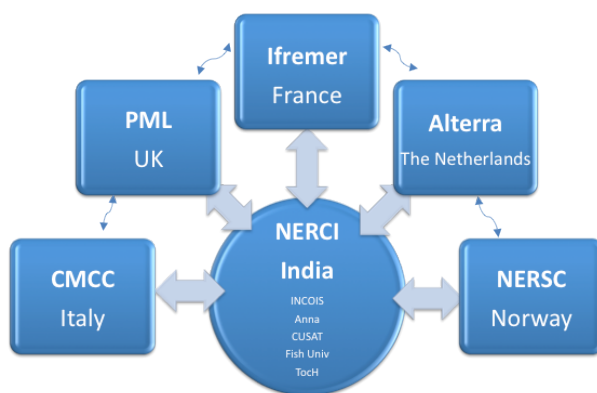 Ifremer
France
PML
UK
Alterra
The Netherlands
CMCC
Italy
NERCI
India
INCOIS
Anna
CUSAT
Fish Univ
TocH
NERSC
Norway